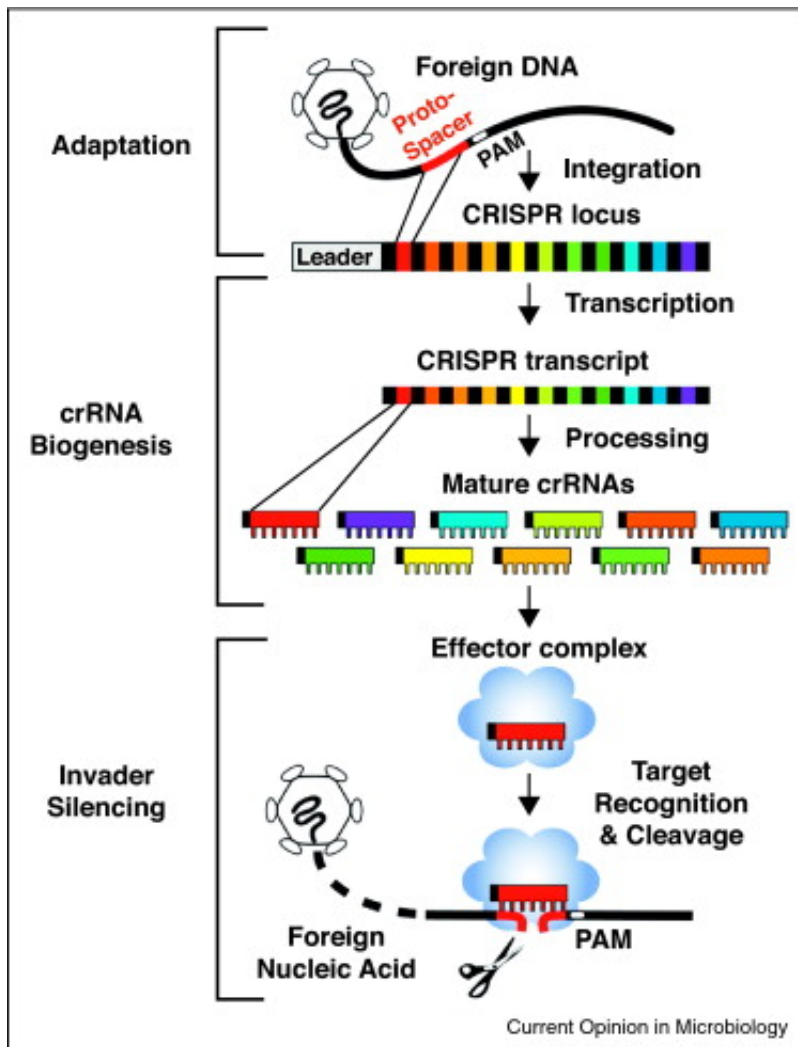 Foreign DNA
Proto-
Spacer
PAM
Adaptation
Integration
CRISPR locus
Leader
Transcription
CRISPR transcript
crRNA
Biogenesis
Processing
Mature crRNAs
Effector complex
Invader
Silencing
Target
Recognition
& Cleavage
Foreign
Nucleic Acid
PAM
Current Opinion in Microbiology